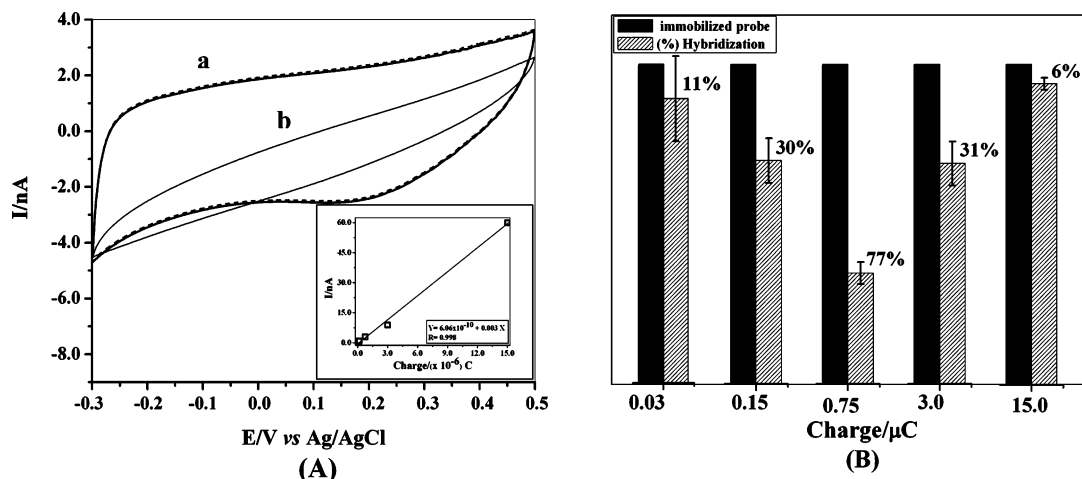 4.0
2.0
0.0
-2.0
-4.0
-6.0
-8.0
I/nA
a
b
-0.3 -0.2 -0.1 0.0 0.1 0.2 0.3 0.4 0.5
E/V vs Ag/AgCl
(A)
60.0
45.0
30.0
15.0
0.0
I/nA
Y= 6.06x10⁻¹⁰ + 0.003 X
R= 0.998
0.0 3.0 6.0 9.0 12.0 15.0
Charge/(x 10⁻⁶) C
immobilized probe
(%) Hybridization
11%
30%
77%
31%
6%
0.03 0.15 0.75 3.0 15.0
Charge/μC
(B)